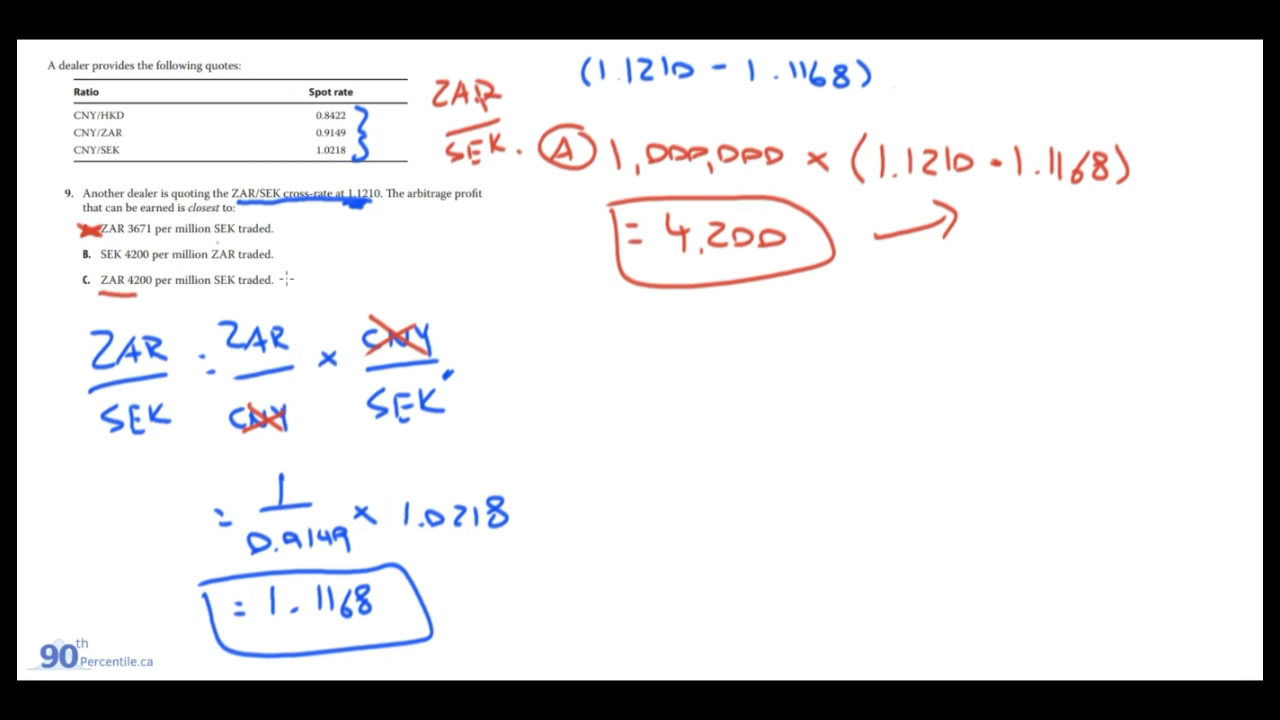 A dealer provides the following quotes:
Ratio Spot rate
CNY/HKD 0.8422
CNY/ZAR 0.9149
CNY/SEK 1.0218
9. Another dealer is quoting the ZAR/SEK cross-rate at 1.1210. The arbitrage profit
that can be earned is closest to:
ZAR 3671 per million SEK traded.
B. SEK 4200 per million ZAR traded.
C. ZAR 4200 per million SEK traded.
(1.1210 - 1.1168)
ZAR
SEK. A 1,000,000 × (1.1210 - 1.1168)
= 4,200
ZAR = ZAR × CNY
SEK CNY SEK
= 1 × 1.0218
0.9149
= 1.1168
90th
Percentile.ca